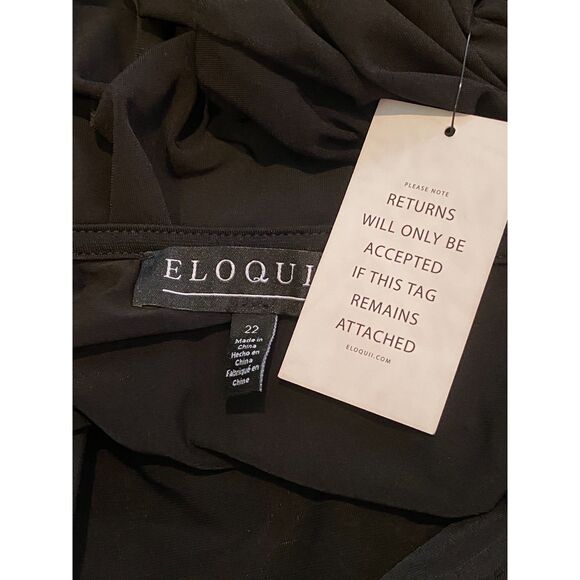 PLEASE NOTE
RETURNS
WILL ONLY BE
ACCEPTED
IF THIS TAG
REMAINS
ATTACHED
ELOQUII.COM
ELOQUII
22
Made in
China
Hecho en
China
Fabriqué en
Chine